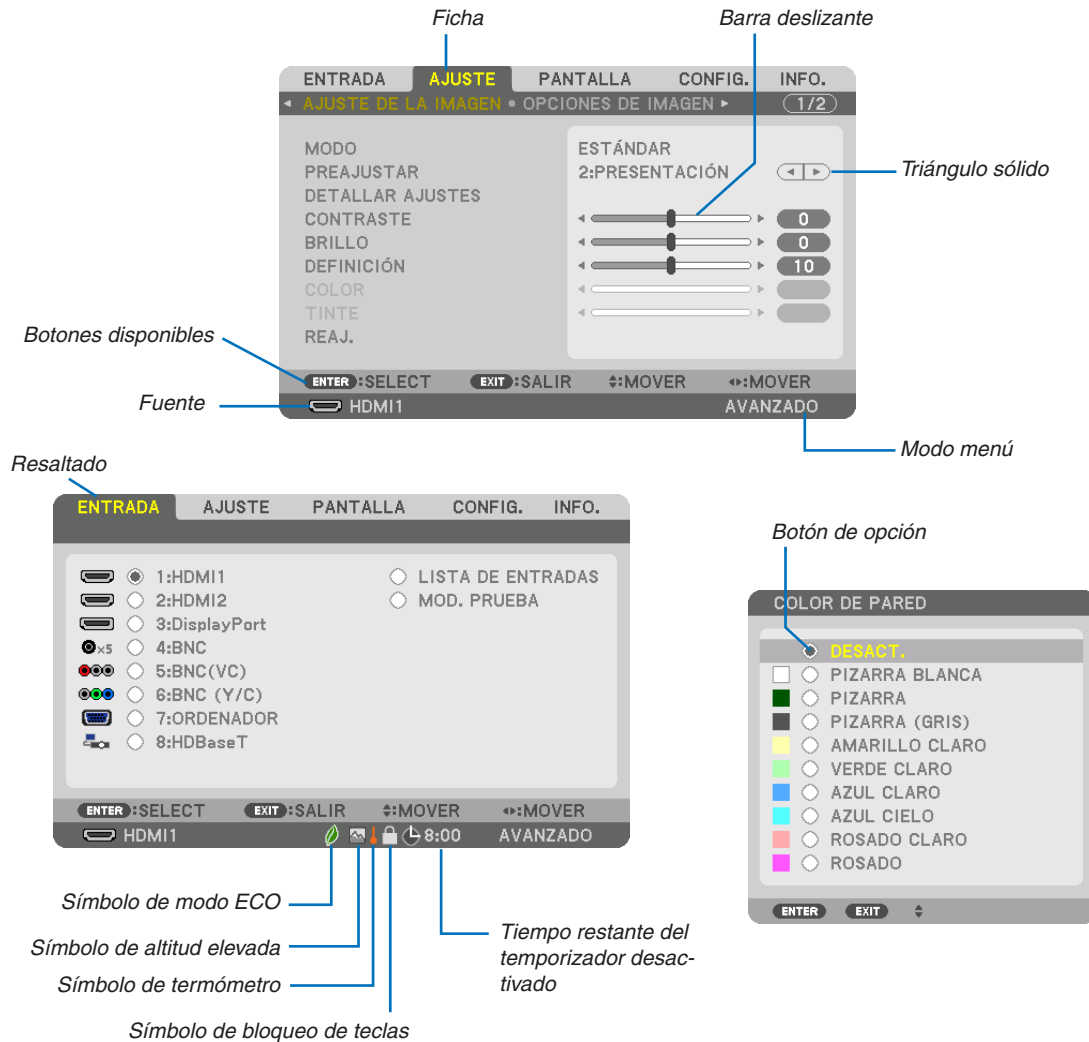 Ficha
Barra deslizante
ENTRADA AJUSTE PANTALLA CONFIG. INFO.
AJUSTE DE LA IMAGEN OPCIONES DE IMAGEN 1/2
MODO ESTÁNDAR
PREAJUSTAR 2:PRESENTACIÓN
Triángulo sólido
DETALLAR AJUSTES
CONTRASTE 0
BRILLO 0
DEFINICIÓN 10
COLOR
TINTE
REAJ.
Botones disponibles
ENTER :SELECT EXIT :SALIR :MOVER :MOVER
Fuente
HDMI1 AVANZADO
Modo menú
Resaltado
ENTRADA AJUSTE PANTALLA CONFIG. INFO.
1:HDMI1 LISTA DE ENTRADAS
2:HDMI2 MOD. PRUEBA
3:DisplayPort
x5 4:BNC
5:BNC(VC)
6:BNC (Y/C)
7:ORDENADOR
8:HDBaseT
ENTER :SELECT EXIT :SALIR :MOVER :MOVER
HDMI1 8:00 AVANZADO
Símbolo de modo ECO
Símbolo de altitud elevada
Símbolo de termómetro
Símbolo de bloqueo de teclas
Tiempo restante del
temporizador desac-
tivado
Botón de opción
COLOR DE PARED
DESACT.
PIZARRA BLANCA
PIZARRA
PIZARRA (GRIS)
AMARILLO CLARO
VERDE CLARO
AZUL CLARO
AZUL CIELO
ROSADO CLARO
ROSADO
ENTER EXIT